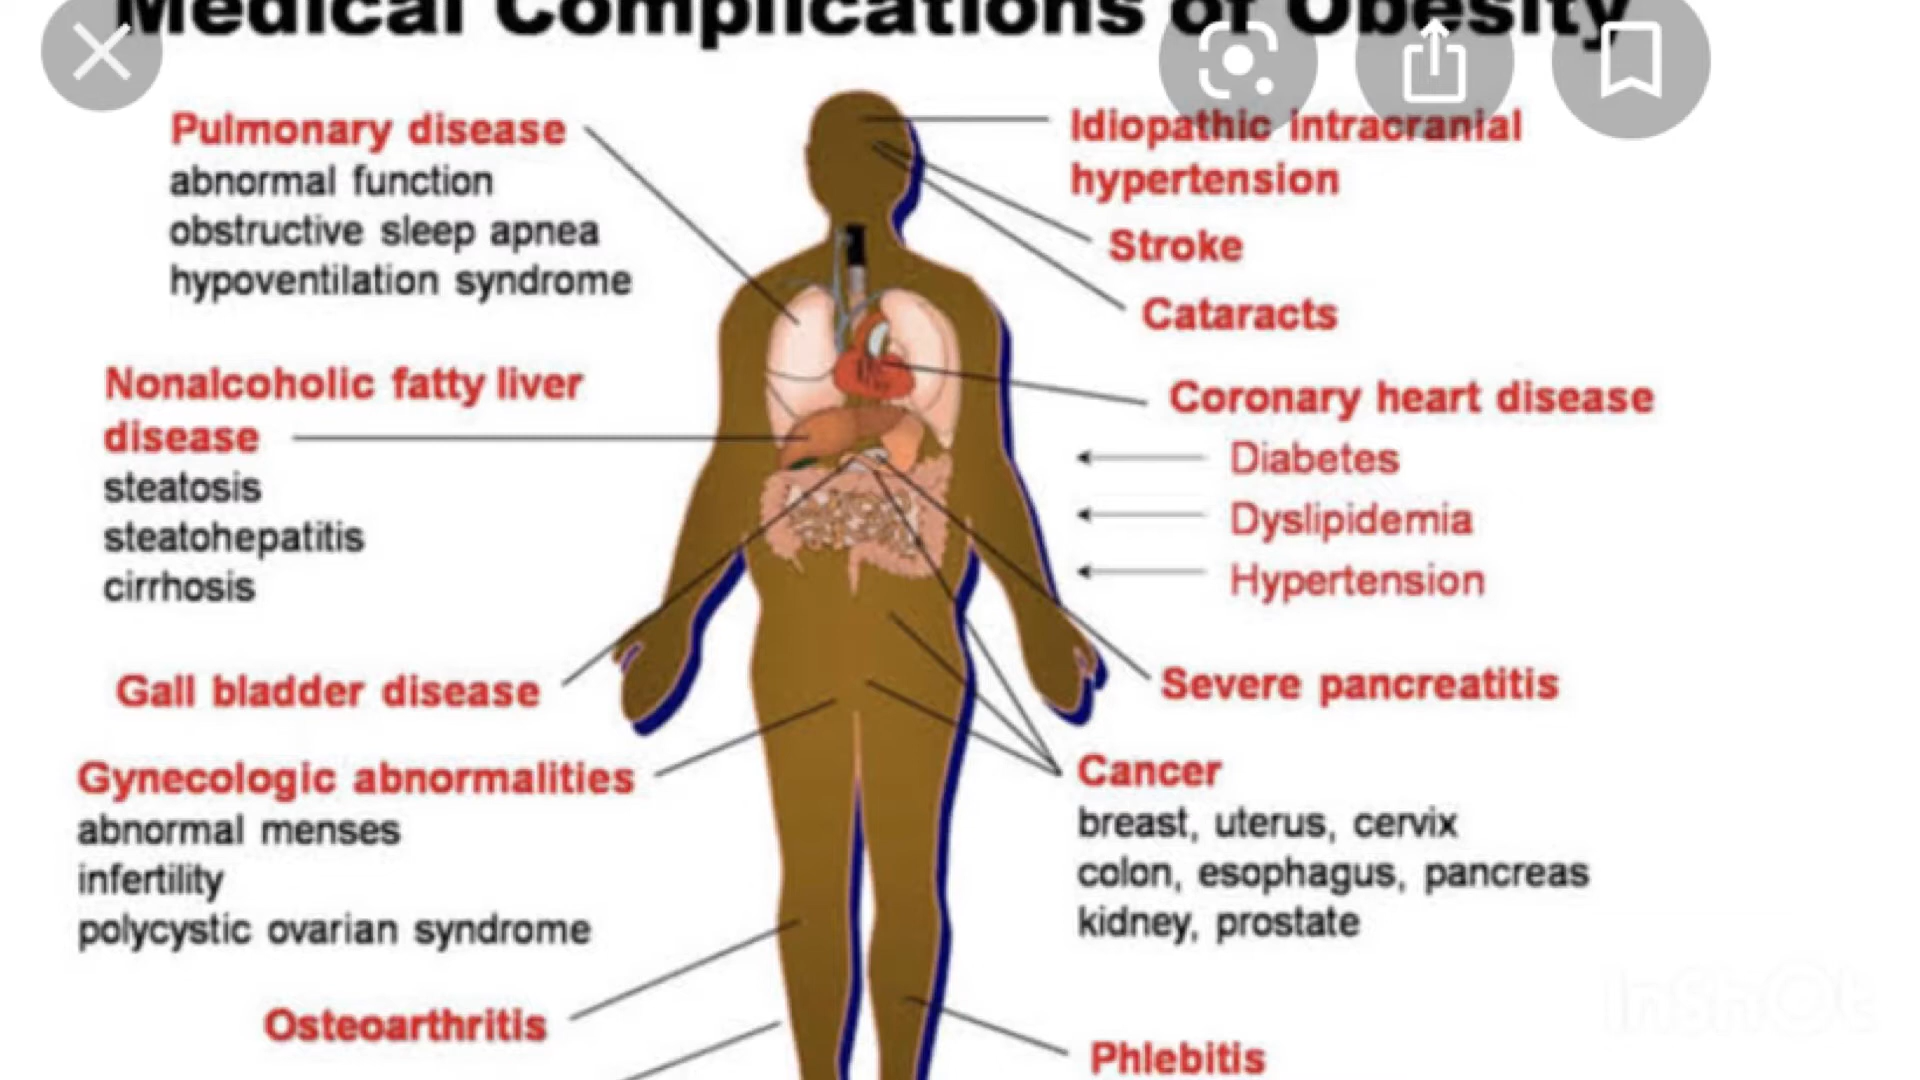 Medical Complications of Obesity
Pulmonary disease
abnormal function
obstructive sleep apnea
hypoventilation syndrome
Nonalcoholic fatty liver
disease
steatosis
steatohepatitis
cirrhosis
Gall bladder disease
Gynecologic abnormalities
abnormal menses
infertility
polycystic ovarian syndrome
Osteoarthritis
Idiopathic intracranial
hypertension
Stroke
Cataracts
Coronary heart disease
Diabetes
Dyslipidemia
Hypertension
Severe pancreatitis
Cancer
breast, uterus, cervix
colon, esophagus, pancreas
kidney, prostate
Phlebitis
InShOt